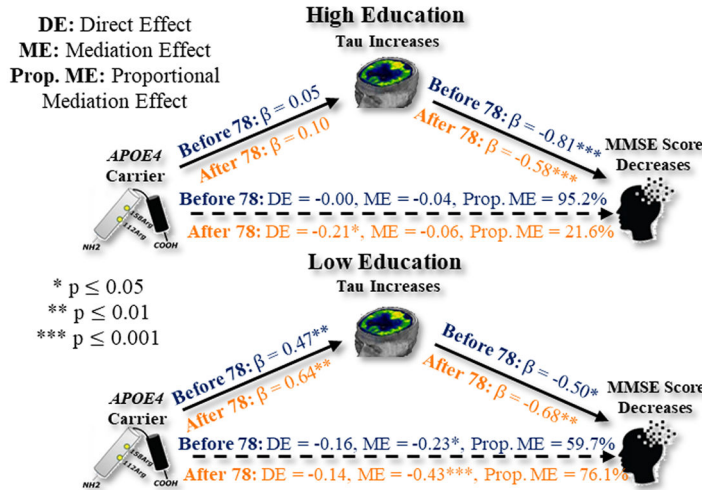 DE: Direct Effect
ME: Mediation Effect
Prop. ME: Proportional
Mediation Effect
High Education
Tau Increases
Before 78: β = 0.05
After 78: β = 0.10
Before 78: β = -0.81***
After 78: β = -0.58***
APOE4
Carrier
158Arg
112Arg
NH2
COOH
MMSE Score
Decreases
Before 78: DE = -0.00, ME = -0.04, Prop. ME = 95.2%
After 78: DE = -0.21*, ME = -0.06, Prop. ME = 21.6%
* p ≤ 0.05
** p ≤ 0.01
*** p ≤ 0.001
Low Education
Tau Increases
Before 78: β = 0.47**
After 78: β = 0.64**
Before 78: β = -0.50*
After 78: β = -0.68**
APOE4
Carrier
158Arg
112Arg
NH2
COOH
MMSE Score
Decreases
Before 78: DE = -0.16, ME = -0.23*, Prop. ME = 59.7%
After 78: DE = -0.14, ME = -0.43***, Prop. ME = 76.1%